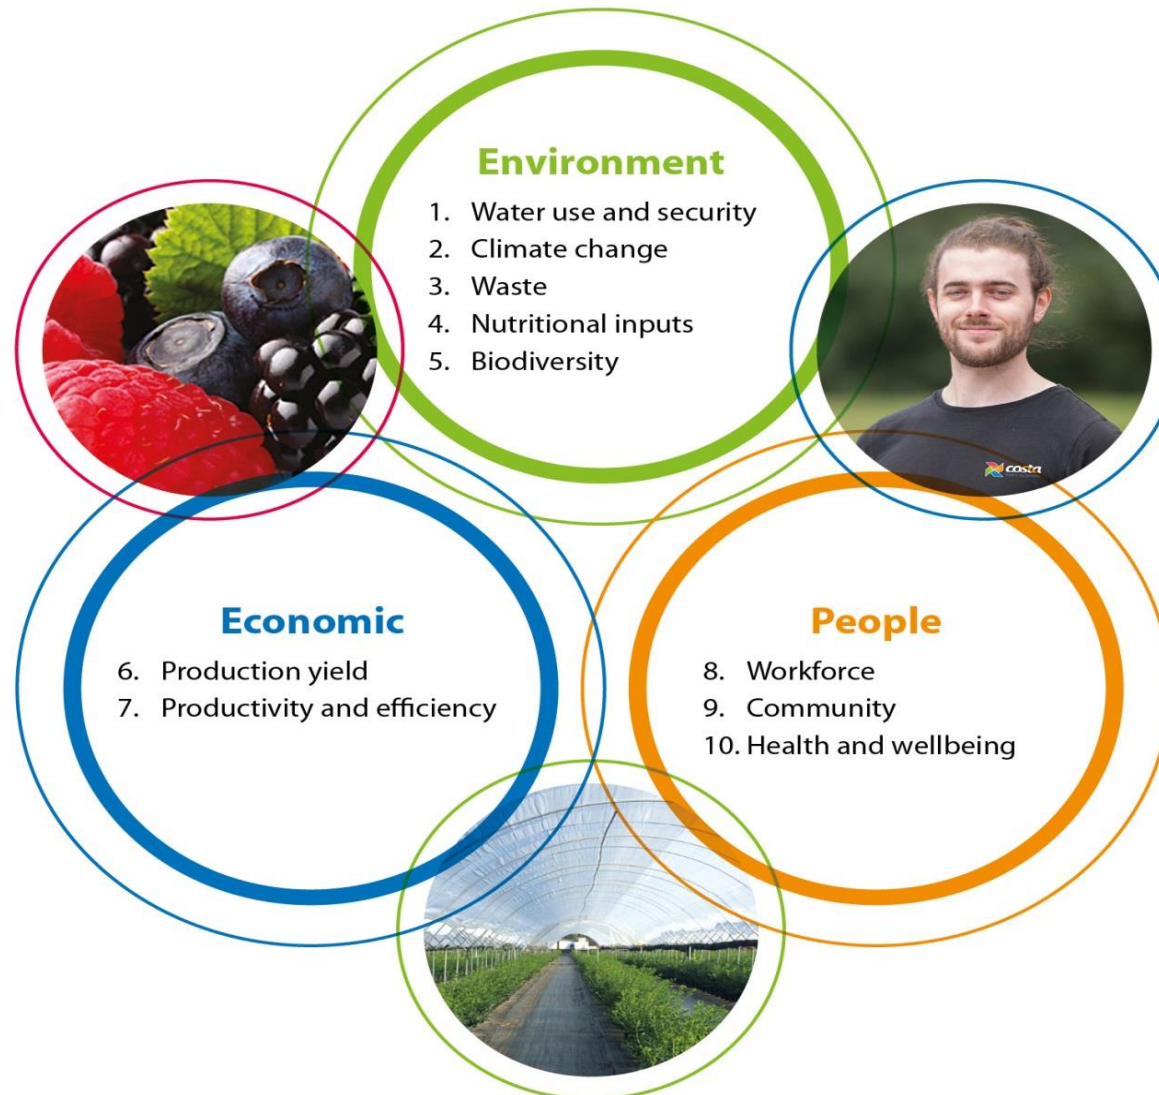 Environment
1. Water use and security
2. Climate change
3. Waste
4. Nutritional inputs
5. Biodiversity
costa
Economic
6. Production yield
7. Productivity and efficiency
People
8. Workforce
9. Community
10. Health and wellbeing